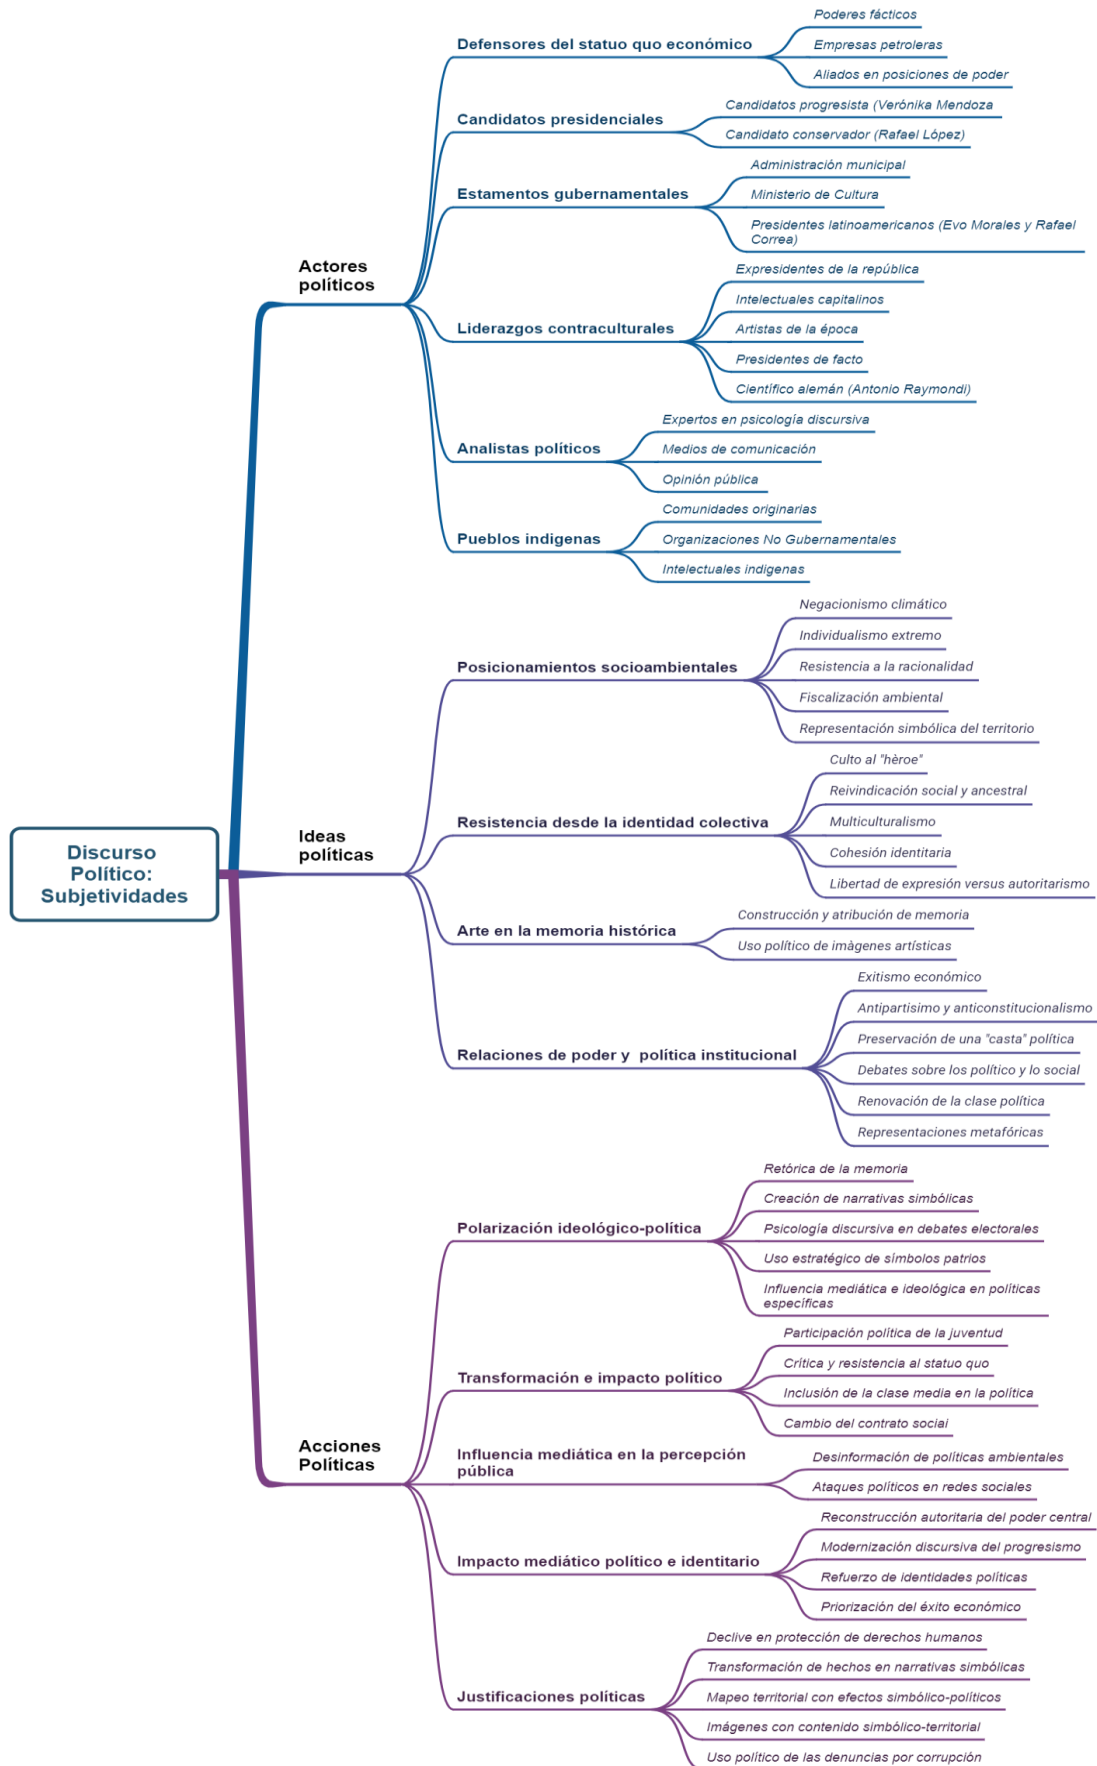 Discurso
Político:
Subjetividades
Actores
políticos
Defensores del statuo quo económico
Poderes fácticos
Empresas petroleras
Aliados en posiciones de poder
Candidatos presidenciales
Candidatos progresista (Verónika Mendoza
Candidato conservador (Rafael López)
Estamentos gubernamentales
Administración municipal
Ministerio de Cultura
Presidentes latinoamericanos (Evo Morales y Rafael
Correa)
Liderazgos contraculturales
Expresidentes de la república
Intelectuales capitalinos
Artistas de la época
Presidentes de facto
Científico alemán (Antonio Raymondi)
Analistas políticos
Expertos en psicología discursiva
Medios de comunicación
Opinión pública
Pueblos indigenas
Comunidades originarias
Organizaciones No Gubernamentales
Intelectuales indigenas
Ideas
políticas
Posicionamientos socioambientales
Negacionismo climático
Individualismo extremo
Resistencia a la racionalidad
Fiscalización ambiental
Representación simbólica del territorio
Resistencia desde la identidad colectiva
Culto al "hèroe"
Reivindicación social y ancestral
Multiculturalismo
Cohesión identitaria
Libertad de expresión versus autoritarismo
Arte en la memoria histórica
Construcción y atribución de memoria
Uso político de imàgenes artísticas
Relaciones de poder y política institucional
Exitismo económico
Antipartisimo y anticonstitucionalismo
Preservación de una "casta" política
Debates sobre los político y lo social
Renovación de la clase política
Representaciones metafóricas
Acciones
Políticas
Polarización ideológico-política
Retórica de la memoria
Creación de narrativas simbólicas
Psicología discursiva en debates electorales
Uso estratégico de símbolos patrios
Influencia mediática e ideológica en políticas
específicas
Transformación e impacto político
Participación política de la juventud
Crítica y resistencia al statuo quo
Inclusión de la clase media en la política
Cambio del contrato social
Influencia mediática en la percepción
pública
Desinformación de políticas ambientales
Ataques políticos en redes sociales
Impacto mediático político e identitario
Reconstrucción autoritaria del poder central
Modernización discursiva del progresismo
Refuerzo de identidades políticas
Priorización del éxito económico
Justificaciones políticas
Declive en protección de derechos humanos
Transformación de hechos en narrativas simbólicas
Mapeo territorial con efectos simbólico-políticos
Imágenes con contenido simbólico-territorial
Uso político de las denuncias por corrupción